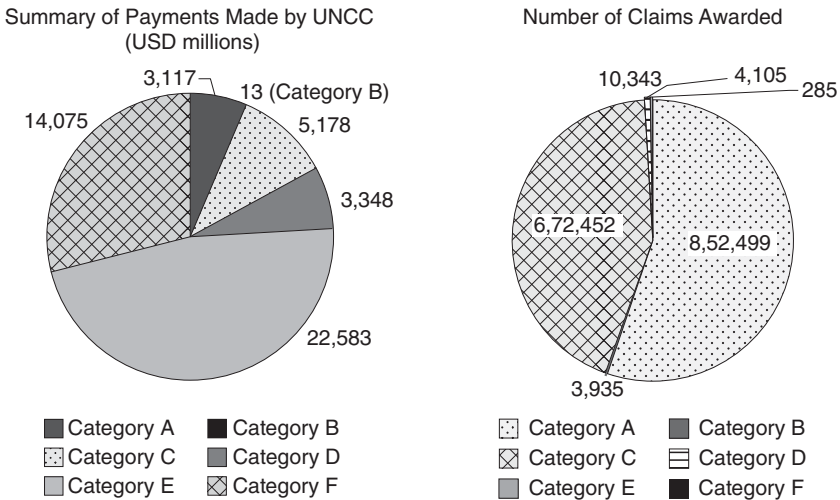 Summary of Payments Made by UNCC
(USD millions)
3,117
13 (Category B)
14,075
5,178
3,348
22,583
Category A
Category B
Category C
Category D
Category E
Category F
Number of Claims Awarded
10,343
4,105
285
6,72,452
8,52,499
3,935
Category A
Category B
Category C
Category D
Category E
Category F